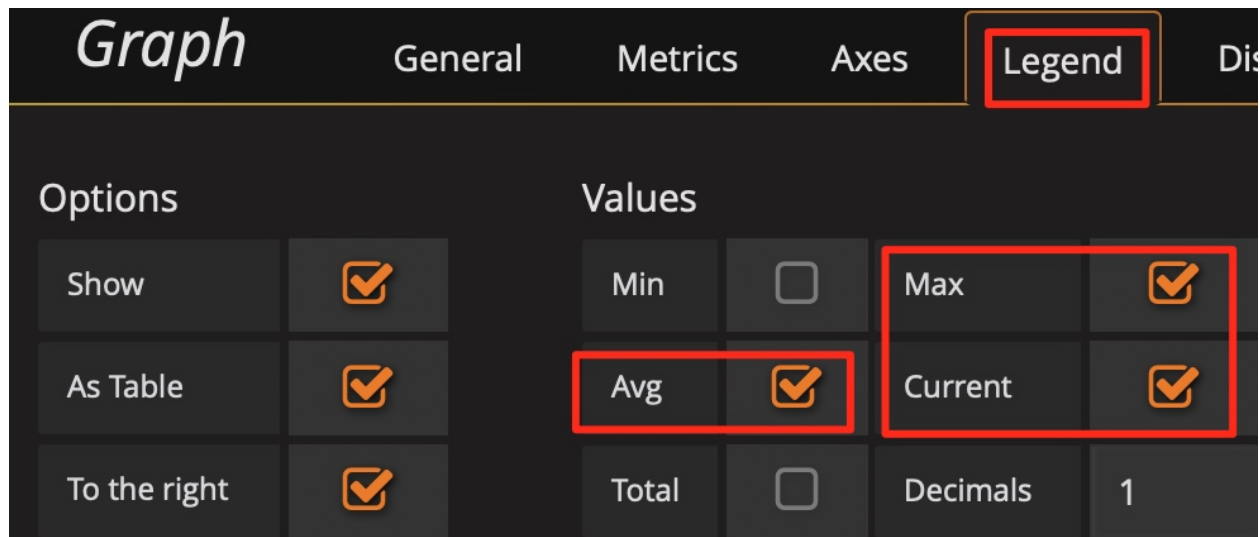 Graph General Metrics Axes Legend Dis
Options Values
Show Min Max
As Table Avg Current
To the right Total Decimals 1